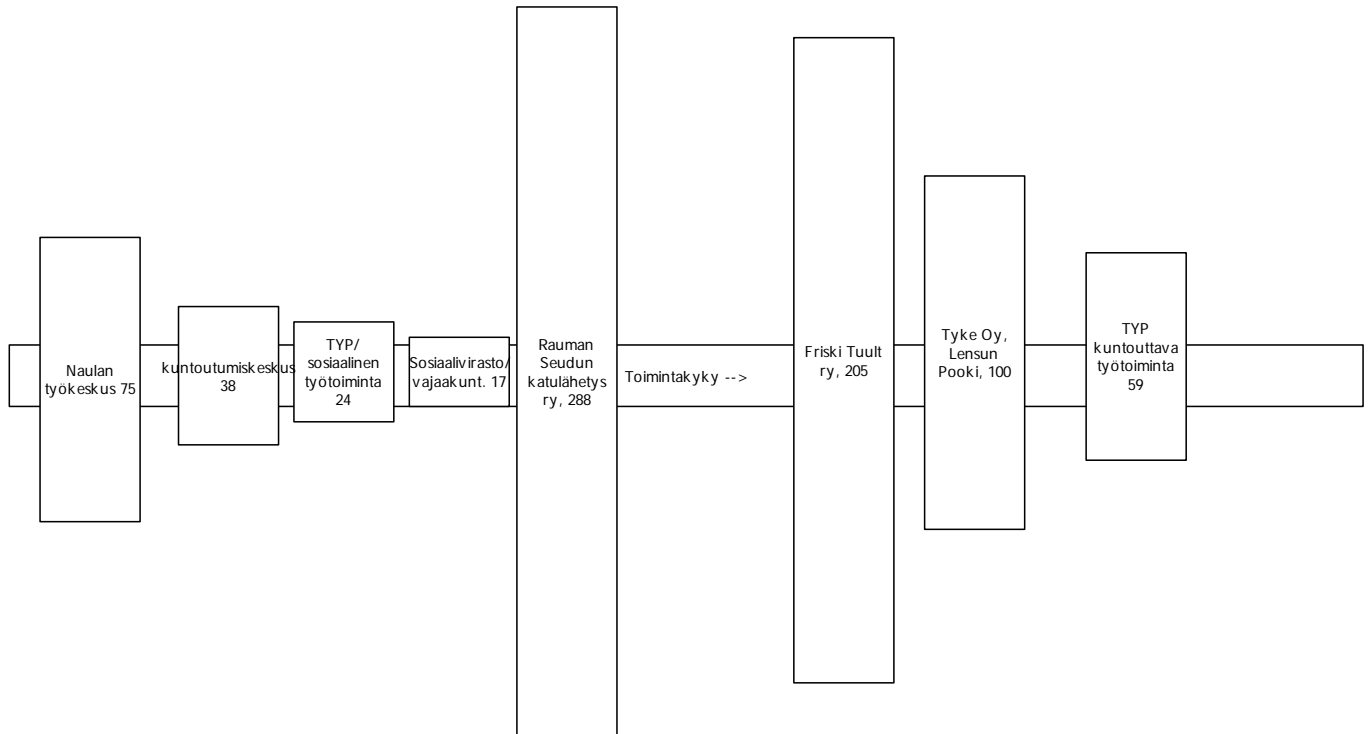 Naulan
työkeskus 75
kuntoutumiskeskus
38
TYP/
sosiaalinen
työtoiminta
24
Sosiaalivirasto/
vajaakunt. 17
Rauman
Seudun
katulähetys
ry, 288
Toimintakyky -->
Friski Tuult
ry, 205
Tyke Oy,
Lensun
Pooki, 100
TYP
kuntouttava
työtoiminta
59